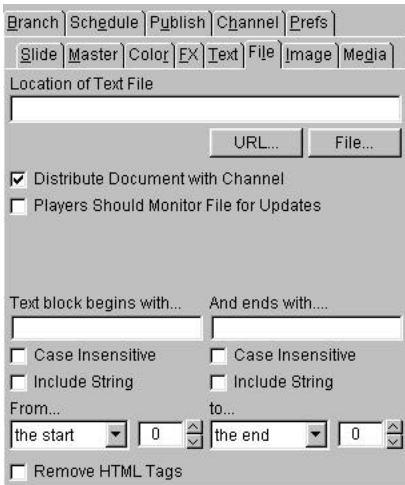 Branch Schedule Publish Channel Prefs
Slide Master Color FX Text File Image Media
Location of Text File
URL... File...
Distribute Document with Channel
Players Should Monitor File for Updates
Text block begins with... And ends with....
Case Insensitive Case Insensitive
Include String Include String
From... to...
the start 0 the end 0
Remove HTML Tags